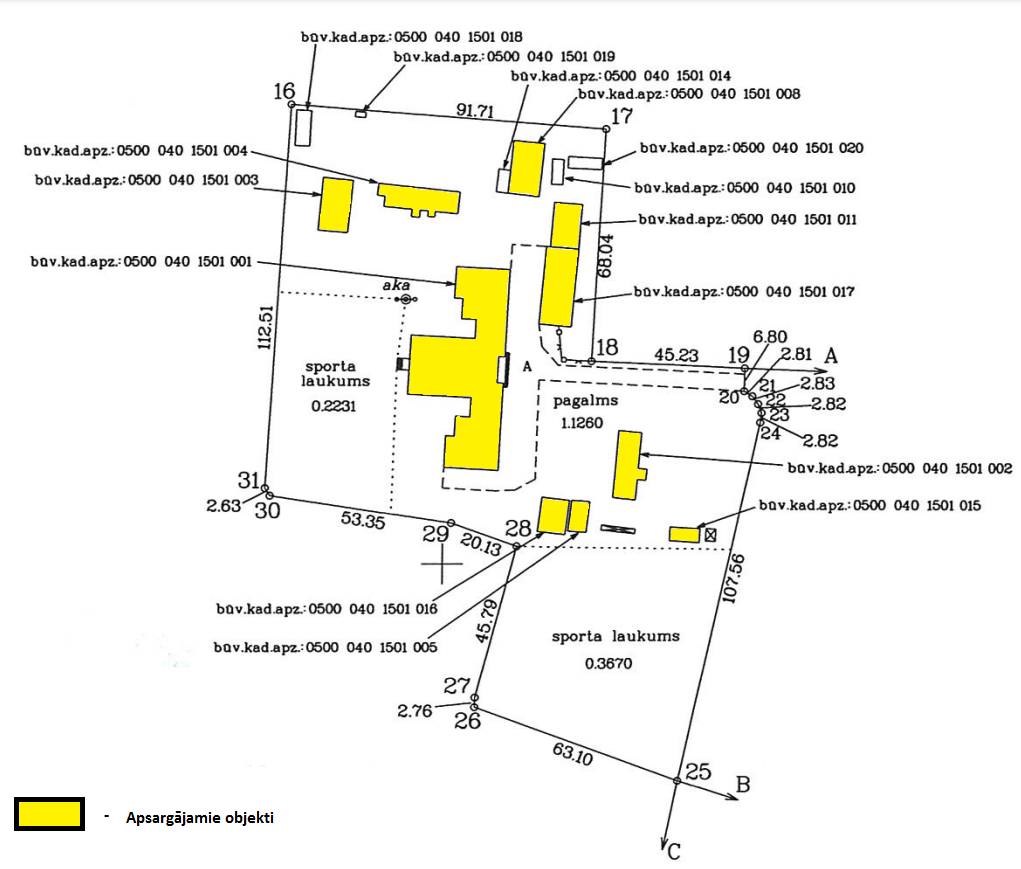 būv.kad.apz.: 0500 040 1501 018
būv.kad.apz.: 0500 040 1501 019
būv.kad.apz.: 0500 040 1501 014
būv.kad.apz.: 0500 040 1501 008
16
91.71
17
būv.kad.apz.: 0500 040 1501 004
būv.kad.apz.: 0500 040 1501 020
būv.kad.apz.: 0500 040 1501 003
būv.kad.apz.: 0500 040 1501 010
būv.kad.apz.: 0500 040 1501 011
68.04
būv.kad.apz.: 0500 040 1501 001
aka
būv.kad.apz.: 0500 040 1501 017
112.51
6.80
18
45.23
19
2.81
A
sporta
laukums
0.2231
A
pagalms
1.1260
20
21
2.83
22
2.82
23
24
2.82
būv.kad.apz.: 0500 040 1501 002
31
2.63
30
53.35
29
20.13
28
būv.kad.apz.: 0500 040 1501 015
107.56
būv.kad.apz.: 0500 040 1501 016
45.79
būv.kad.apz.: 0500 040 1501 005
sporta laukums
0.3670
27
2.76
26
63.10
25
B
C
- Apsargājamie objekti